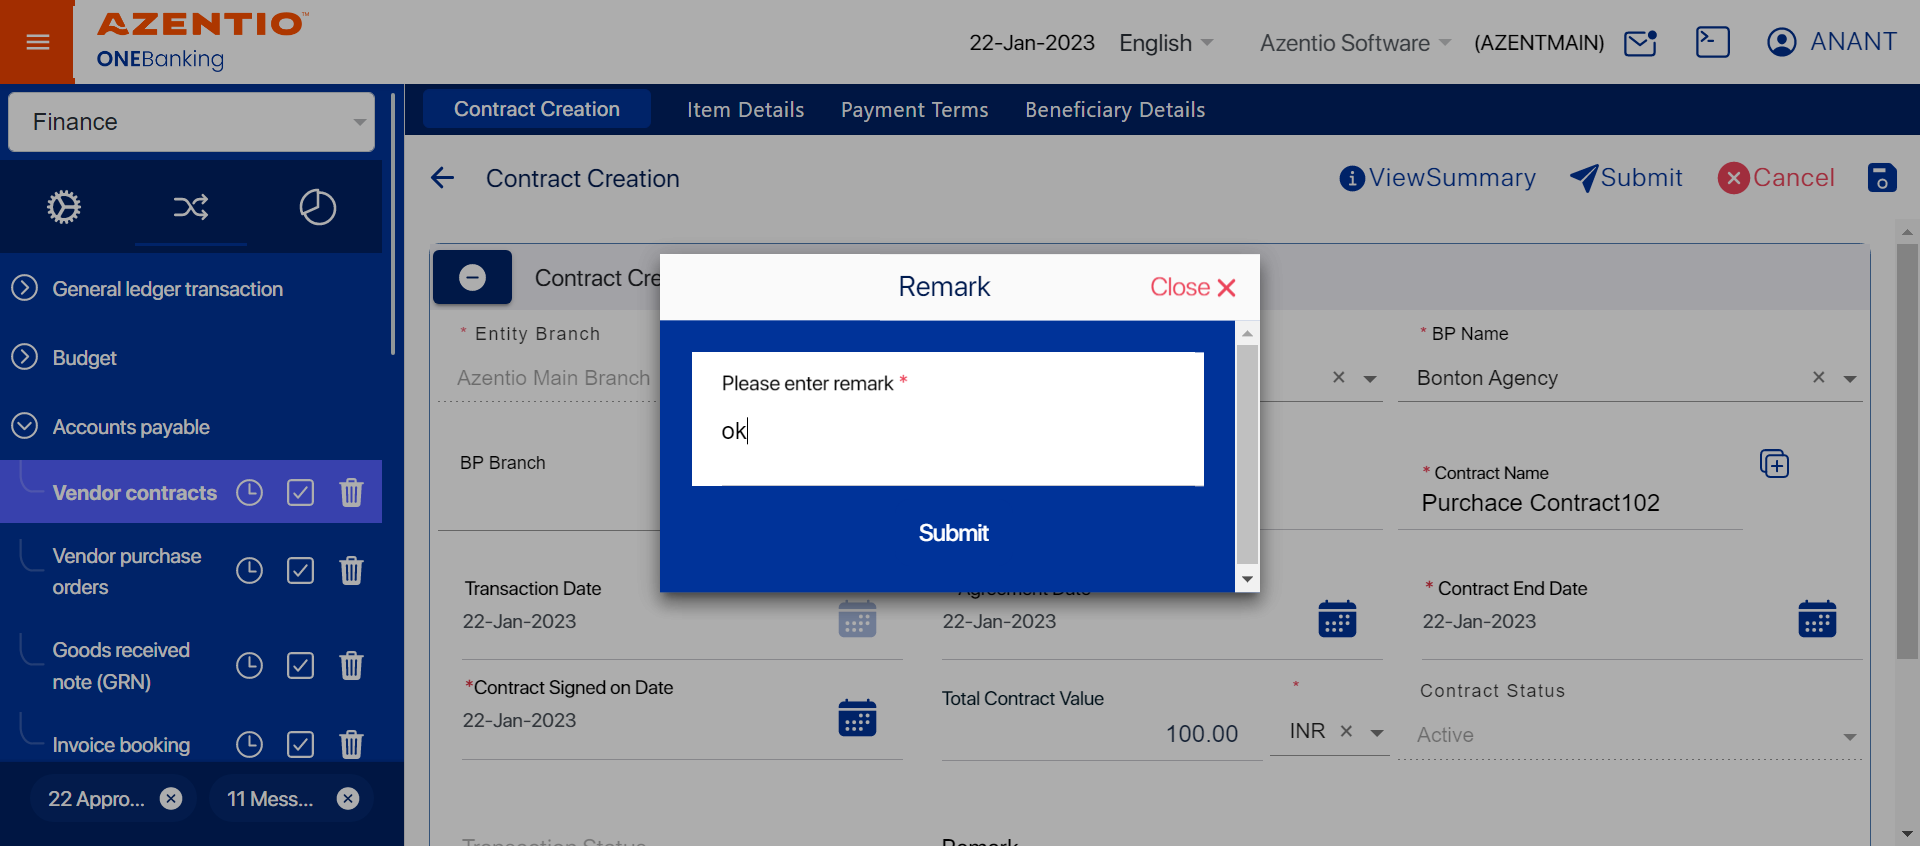 AZENTIO™
ONEBanking
22-Jan-2023 English Azentio Software (AZENTMAIN) ANANT
Finance
Contract Creation Item Details Payment Terms Beneficiary Details
Contract Creation
ViewSummary Submit Cancel
General ledger transaction
Budget
Accounts payable
Vendor contracts
Vendor purchase
orders
Goods received
note (GRN)
Invoice booking
22 Appro...
11 Mess...
Contract Cre
Remark
Close
Please enter remark *
ok
Submit
* Entity Branch
Azentio Main Branch
* BP Name
Bonton Agency
BP Branch
* Contract Name
Purchace Contract102
Transaction Date
22-Jan-2023
Agreement Date
22-Jan-2023
* Contract End Date
22-Jan-2023
*Contract Signed on Date
22-Jan-2023
Total Contract Value
100.00
*
INR
Contract Status
Active
Transaction Status
Remark